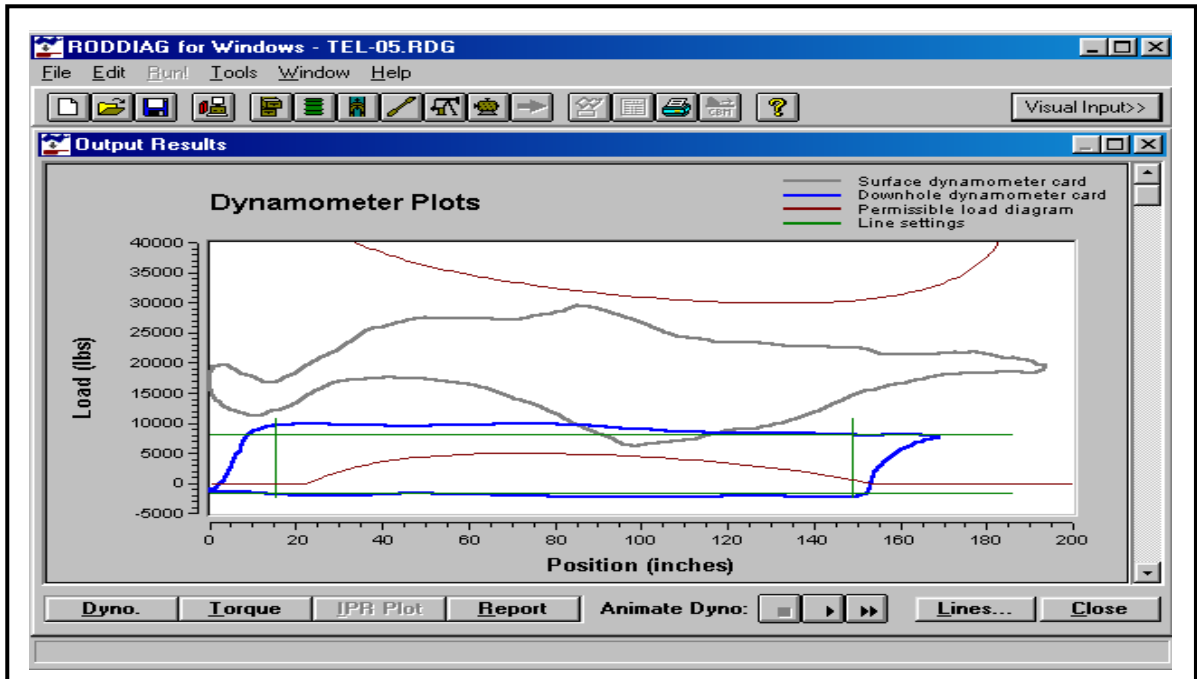 RODDIAG for Windows - TEL-05.RDG
File Edit Run! Tools Window Help
Visual Input>>
Output Results
Dynamometer Plots
Surface dynamometer card
Downhole dynamometer card
Permissible load diagram
Line settings
Load (lbs)
40000
35000
30000
25000
20000
15000
10000
5000
0
-5000
0 20 40 60 80 100 120 140 160 180 200
Position (inches)
Dyno. Torque IPR Plot Report Animate Dyno: Lines... Close